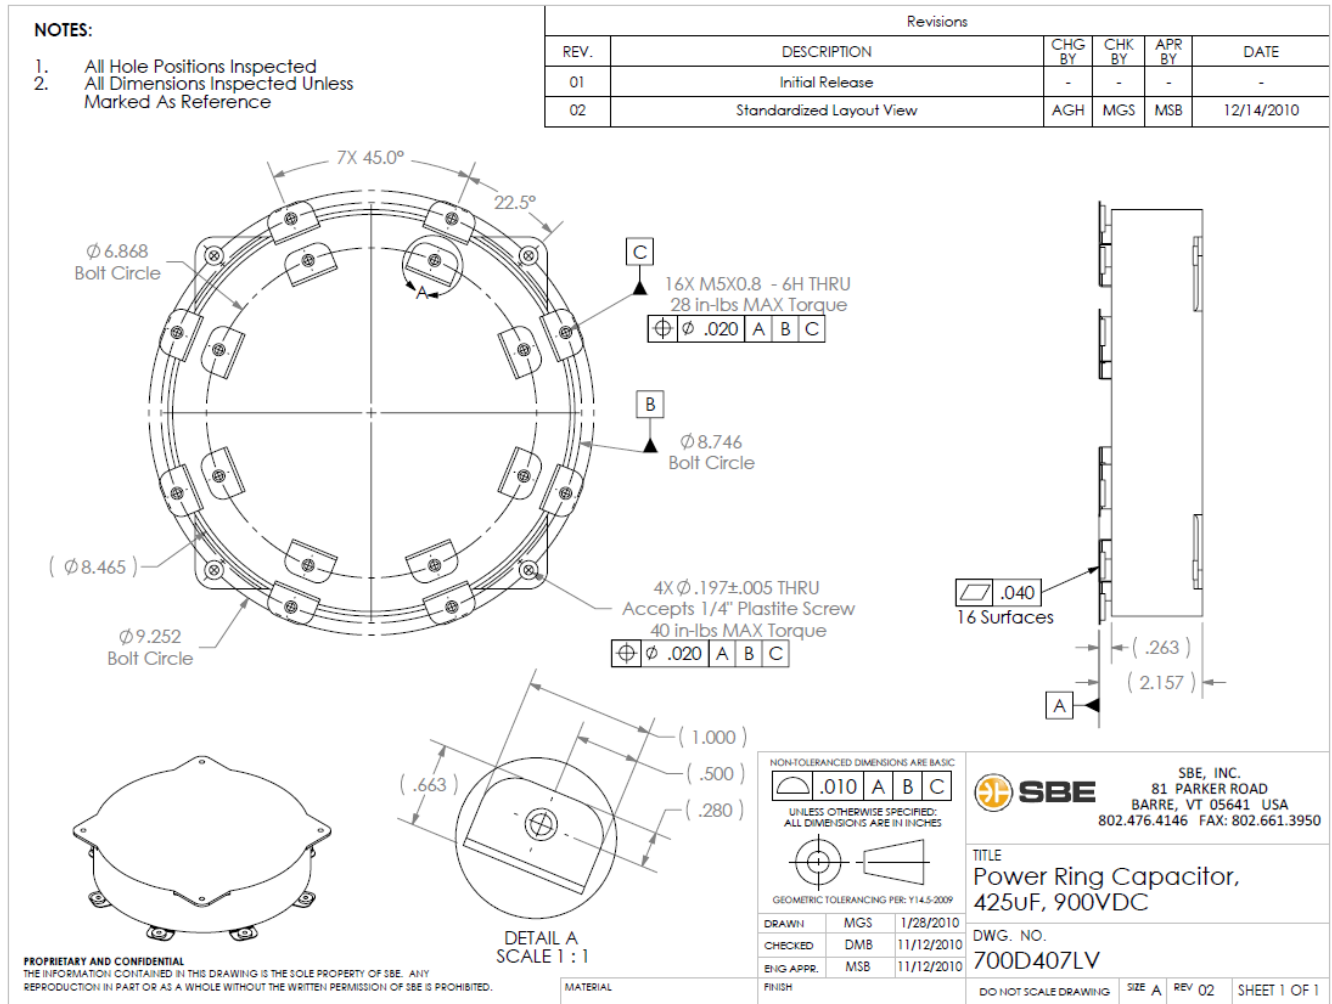 NOTES:
1. All Hole Positions Inspected
2. All Dimensions Inspected Unless
Marked As Reference
Revisions
REV. DESCRIPTION CHG BY CHK BY APR BY DATE
01 Initial Release - - - -
02 Standardized Layout View AGH MGS MSB 12/14/2010
7X 45.0°
22.5°
Ø6.868
Bolt Circle
A
C
16X M5X0.8 - 6H THRU
28 in-lbs MAX Torque
Ø .020 A B C
B
Ø8.746
Bolt Circle
( Ø8.465 )
Ø9.252
Bolt Circle
4X Ø.197±.005 THRU
Accepts 1/4" Plastite Screw
40 in-lbs MAX Torque
Ø .020 A B C
.040
16 Surfaces
( .263 )
( 2.157 )
A
( 1.000 )
( .500 )
( .280 )
( .663 )
DETAIL A
SCALE 1 : 1
NON-TOLERANCED DIMENSIONS ARE BASIC
.010 A B C
UNLESS OTHERWISE SPECIFIED:
ALL DIMENSIONS ARE IN INCHES
GEOMETRIC TOLERANCING PER: Y14.5-2009
DRAWN MGS 1/28/2010
CHECKED DMB 11/12/2010
ENG APPR. MSB 11/12/2010
SBE
SBE, INC.
81 PARKER ROAD
BARRE, VT 05641 USA
802.476.4146 FAX: 802.661.3950
TITLE
Power Ring Capacitor,
425uF, 900VDC
DWG. NO.
700D407LV
PROPRIETARY AND CONFIDENTIAL
THE INFORMATION CONTAINED IN THIS DRAWING IS THE SOLE PROPERTY OF SBE. ANY
REPRODUCTION IN PART OR AS A WHOLE WITHOUT THE WRITTEN PERMISSION OF SBE IS PROHIBITED.
MATERIAL
FINISH
DO NOT SCALE DRAWING SIZE A REV 02 SHEET 1 OF 1